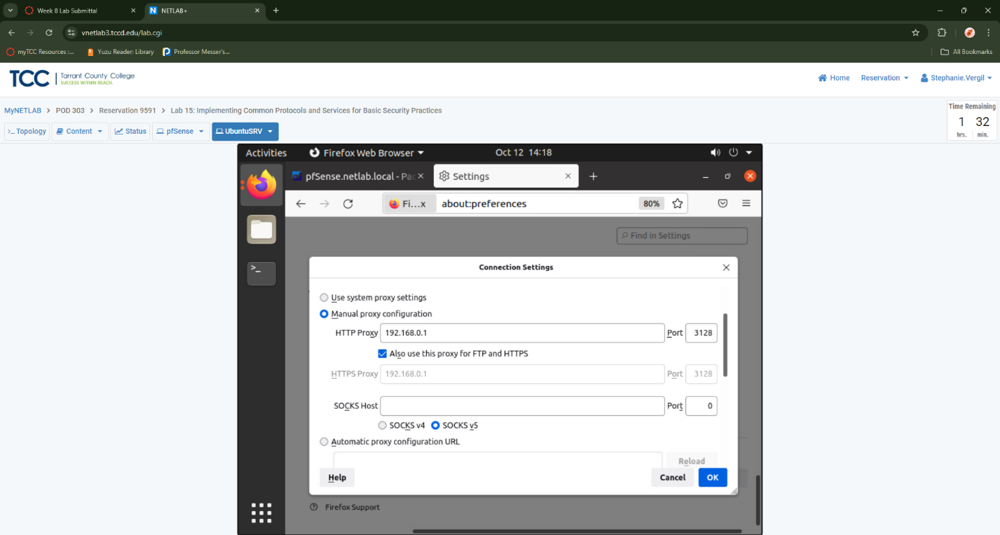 Week 8 Lab Submittal
NETLAB+
vnetlab3.tccd.edu/lab.cgi
myTCC Resources :...
Yuzu Reader: Library
Professor Messer's...
All Bookmarks
TCC
Tarrant County College
SUCCESS WITHIN REACH.
Home
Reservation
Stephanie.Vergil
MyNETLAB > POD 303 > Reservation 9591 > Lab 15: Implementing Common Protocols and Services for Basic Security Practices
Time Remaining
1 32
hrs. min.
>_ Topology
Content
Status
pfSense
UbuntuSRV
Activities
Firefox Web Browser
Oct 12 14:18
pfSense.netlab.local - Pac
Settings
Fi...x
about:preferences
80%
Find in Settings
Connection Settings
Use system proxy settings
Manual proxy configuration
HTTP Proxy 192.168.0.1 Port 3128
Also use this proxy for FTP and HTTPS
HTTPS Proxy 192.168.0.1 Port 3128
SOCKS Host Port 0
SOCKS v4 SOCKS v5
Automatic proxy configuration URL
Reload
Help
Cancel
OK
Firefox Support